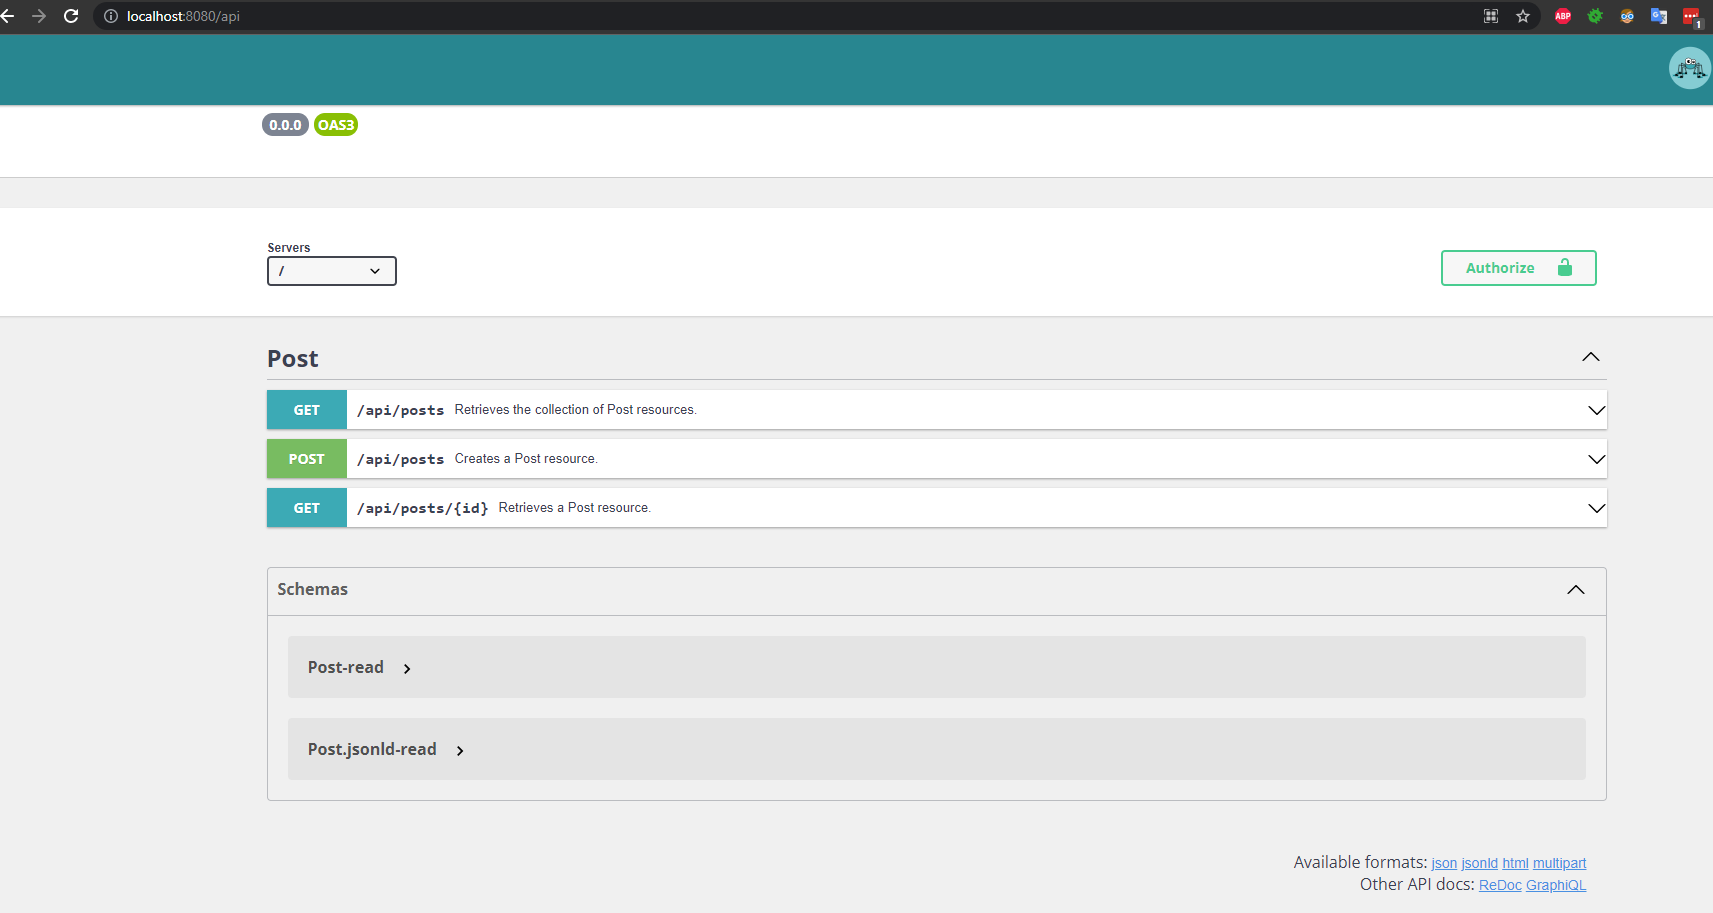 localhost:8080/api
ABP
G
1
0.0.0 OAS3
Servers
/
Authorize
Post
GET /api/posts Retrieves the collection of Post resources.
POST /api/posts Creates a Post resource.
GET /api/posts/{id} Retrieves a Post resource.
Schemas
Post-read
Post.jsonld-read
Available formats: json jsonld html multipart
Other API docs: ReDoc GraphiQL